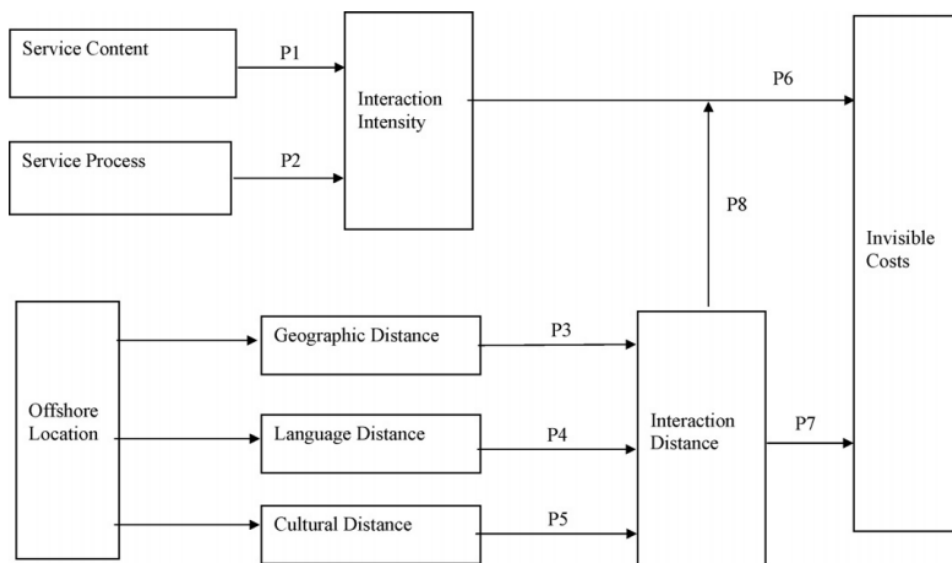 Service Content
P1
Interaction
Intensity
P6
Service Process
P2
P8
Invisible
Costs
Geographic Distance
P3
Offshore
Location
Language Distance
P4
Interaction
Distance
P7
Cultural Distance
P5